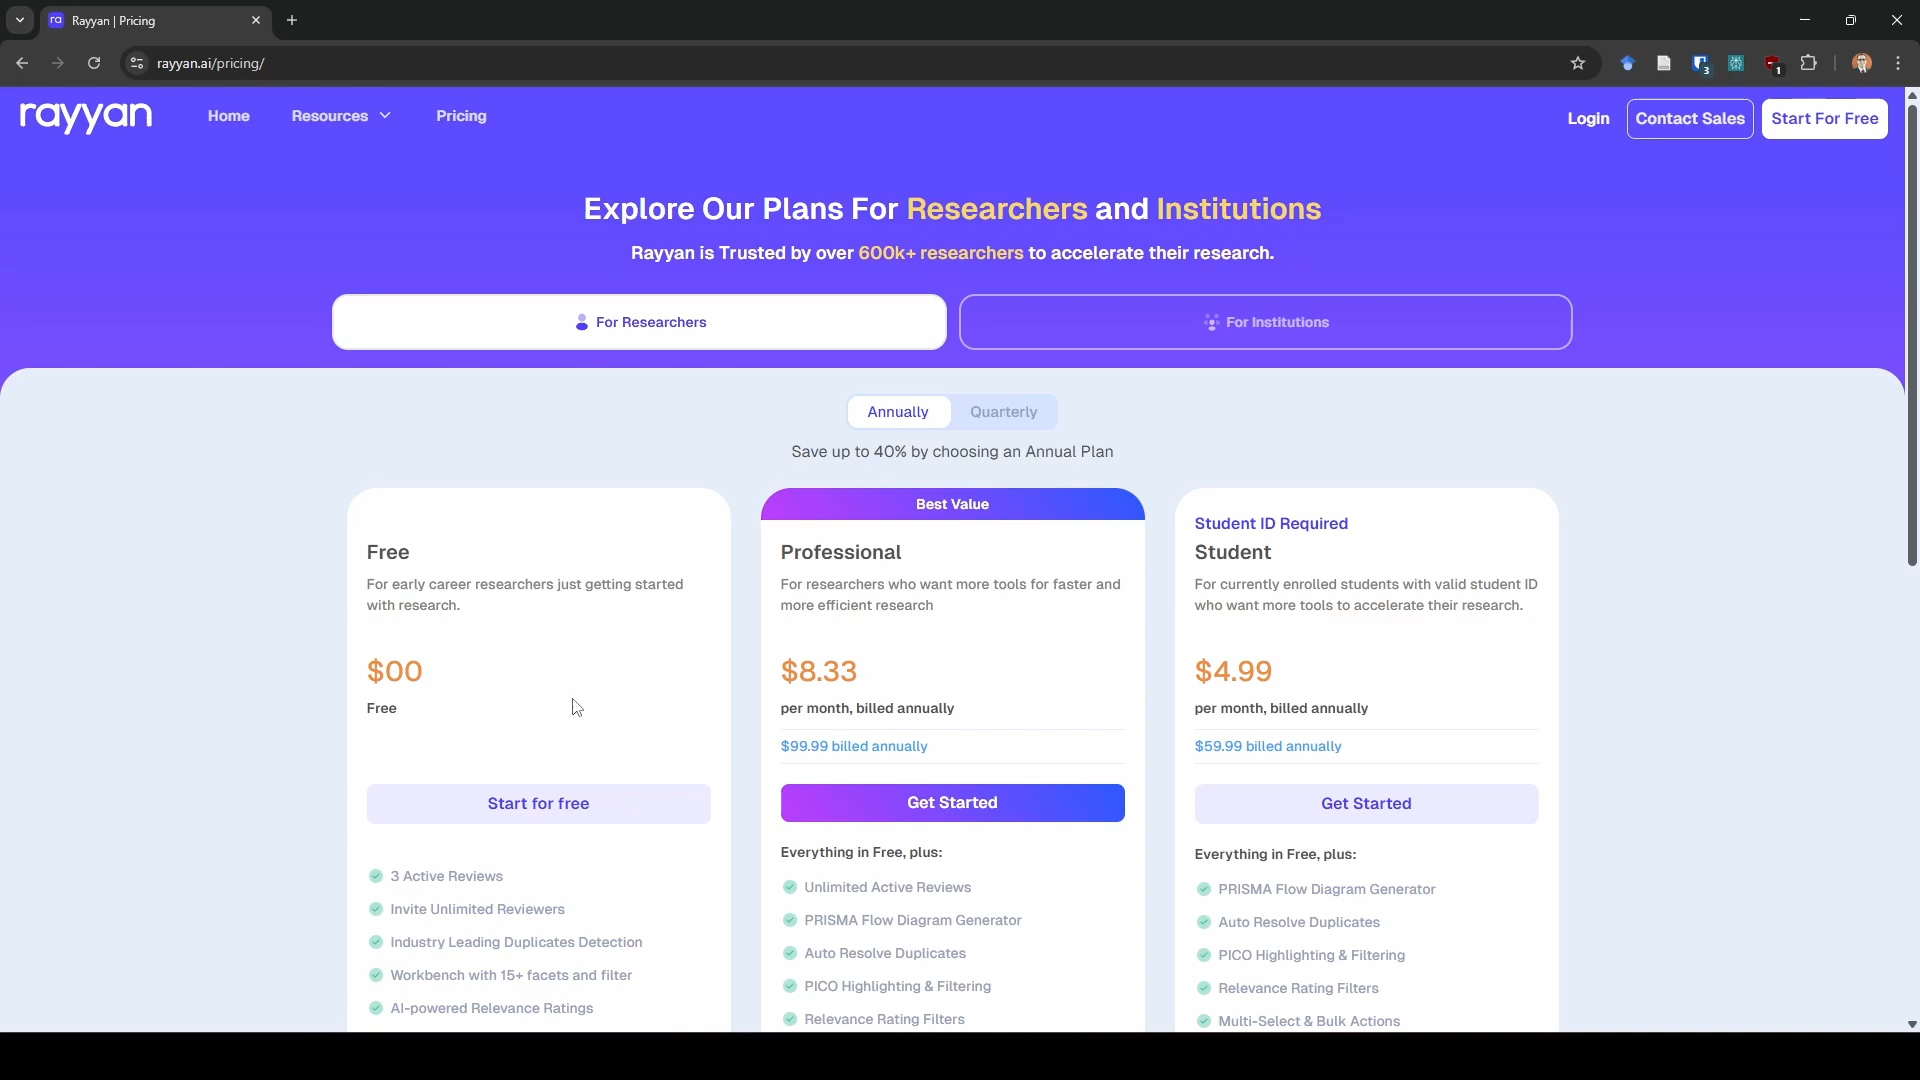 Rayyan | Pricing
rayyan.ai/pricing/
3
1
rayyan
Home
Resources
Pricing
Login
Contact Sales
Start For Free
Explore Our Plans For Researchers and Institutions
Rayyan is Trusted by over 600k+ researchers to accelerate their research.
For Researchers
For Institutions
Annually
Quarterly
Save up to 40% by choosing an Annual Plan
Free
For early career researchers just getting started
with research.
$00
Free
Start for free
3 Active Reviews
Invite Unlimited Reviewers
Industry Leading Duplicates Detection
Workbench with 15+ facets and filter
AI-powered Relevance Ratings
Best Value
Professional
For researchers who want more tools for faster and
more efficient research
$8.33
per month, billed annually
$99.99 billed annually
Get Started
Everything in Free, plus:
Unlimited Active Reviews
PRISMA Flow Diagram Generator
Auto Resolve Duplicates
PICO Highlighting & Filtering
Relevance Rating Filters
Student ID Required
Student
For currently enrolled students with valid student ID
who want more tools to accelerate their research.
$4.99
per month, billed annually
$59.99 billed annually
Get Started
Everything in Free, plus:
PRISMA Flow Diagram Generator
Auto Resolve Duplicates
PICO Highlighting & Filtering
Relevance Rating Filters
Multi-Select & Bulk Actions